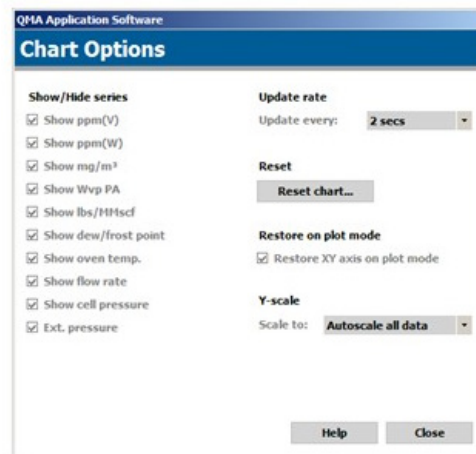 QMA Application Software
Chart Options
Show/Hide series
Show ppm(V)
Show ppm(W)
Show mg/m³
Show Wvp PA
Show lbs/MMscf
Show dew/frost point
Show oven temp.
Show flow rate
Show cell pressure
Ext. pressure
Update rate
Update every: 2 secs
Reset
Reset chart...
Restore on plot mode
Restore XY axis on plot mode
Y-scale
Scale to: Autoscale all data
Help Close